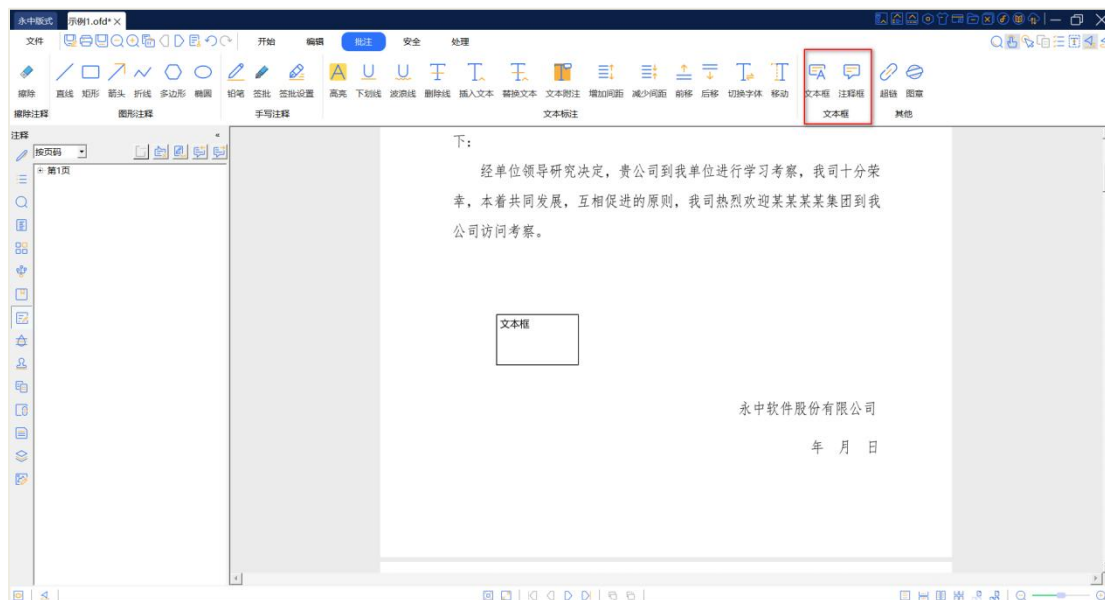 永中版式 示例1.ofd* ×
文件 开始 编辑 批注 安全 处理
擦除 直线 矩形 箭头 折线 多边形 椭圆 铅笔 签批 签批设置 高亮 下划线 波浪线 删除线 插入文本 替换文本 文本附注 增加间距 减少间距 前移 后移 切换字体 移动 文本框 注释框 超链 图章
擦除注释 图形注释 手写注释 文本标注 文本框 其他
注释
按页码
第1页
下：
经单位领导研究决定，贵公司到我单位进行学习考察，我司十分荣
幸，本着共同发展，互相促进的原则，我司热烈欢迎某某某某集团到我
公司访问考察。
文本框
永中软件股份有限公司
年 月 日